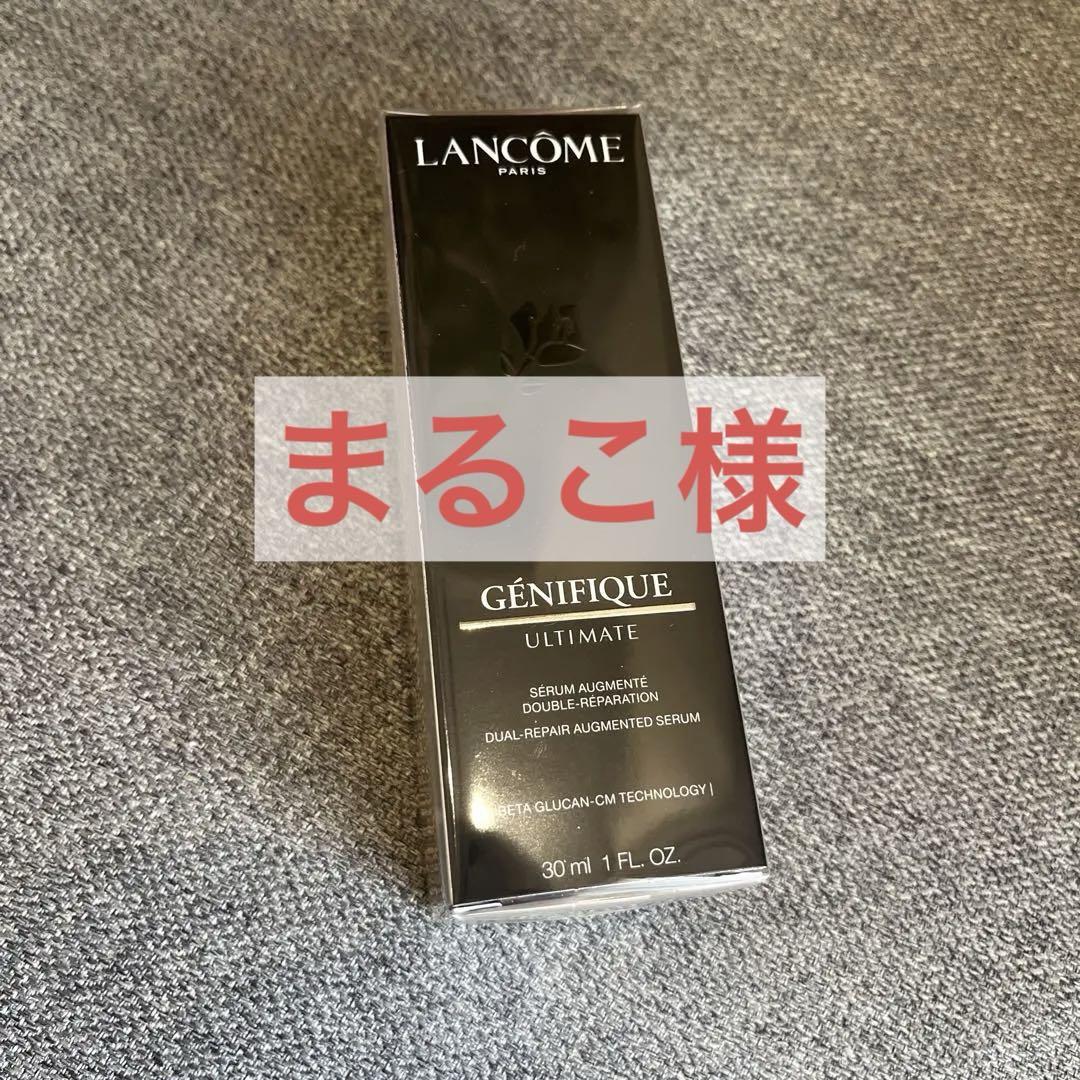 LANCÔME
PARIS
まるこ様
GÉNIFIQUE
ULTIMATE
SÉRUM AUGMENTÉ
DOUBLE-RÉPARATION
DUAL-REPAIR AUGMENTED SERUM
BETA GLUCAN-CM TECHNOLOGY |
30 ml 1 FL. OZ.